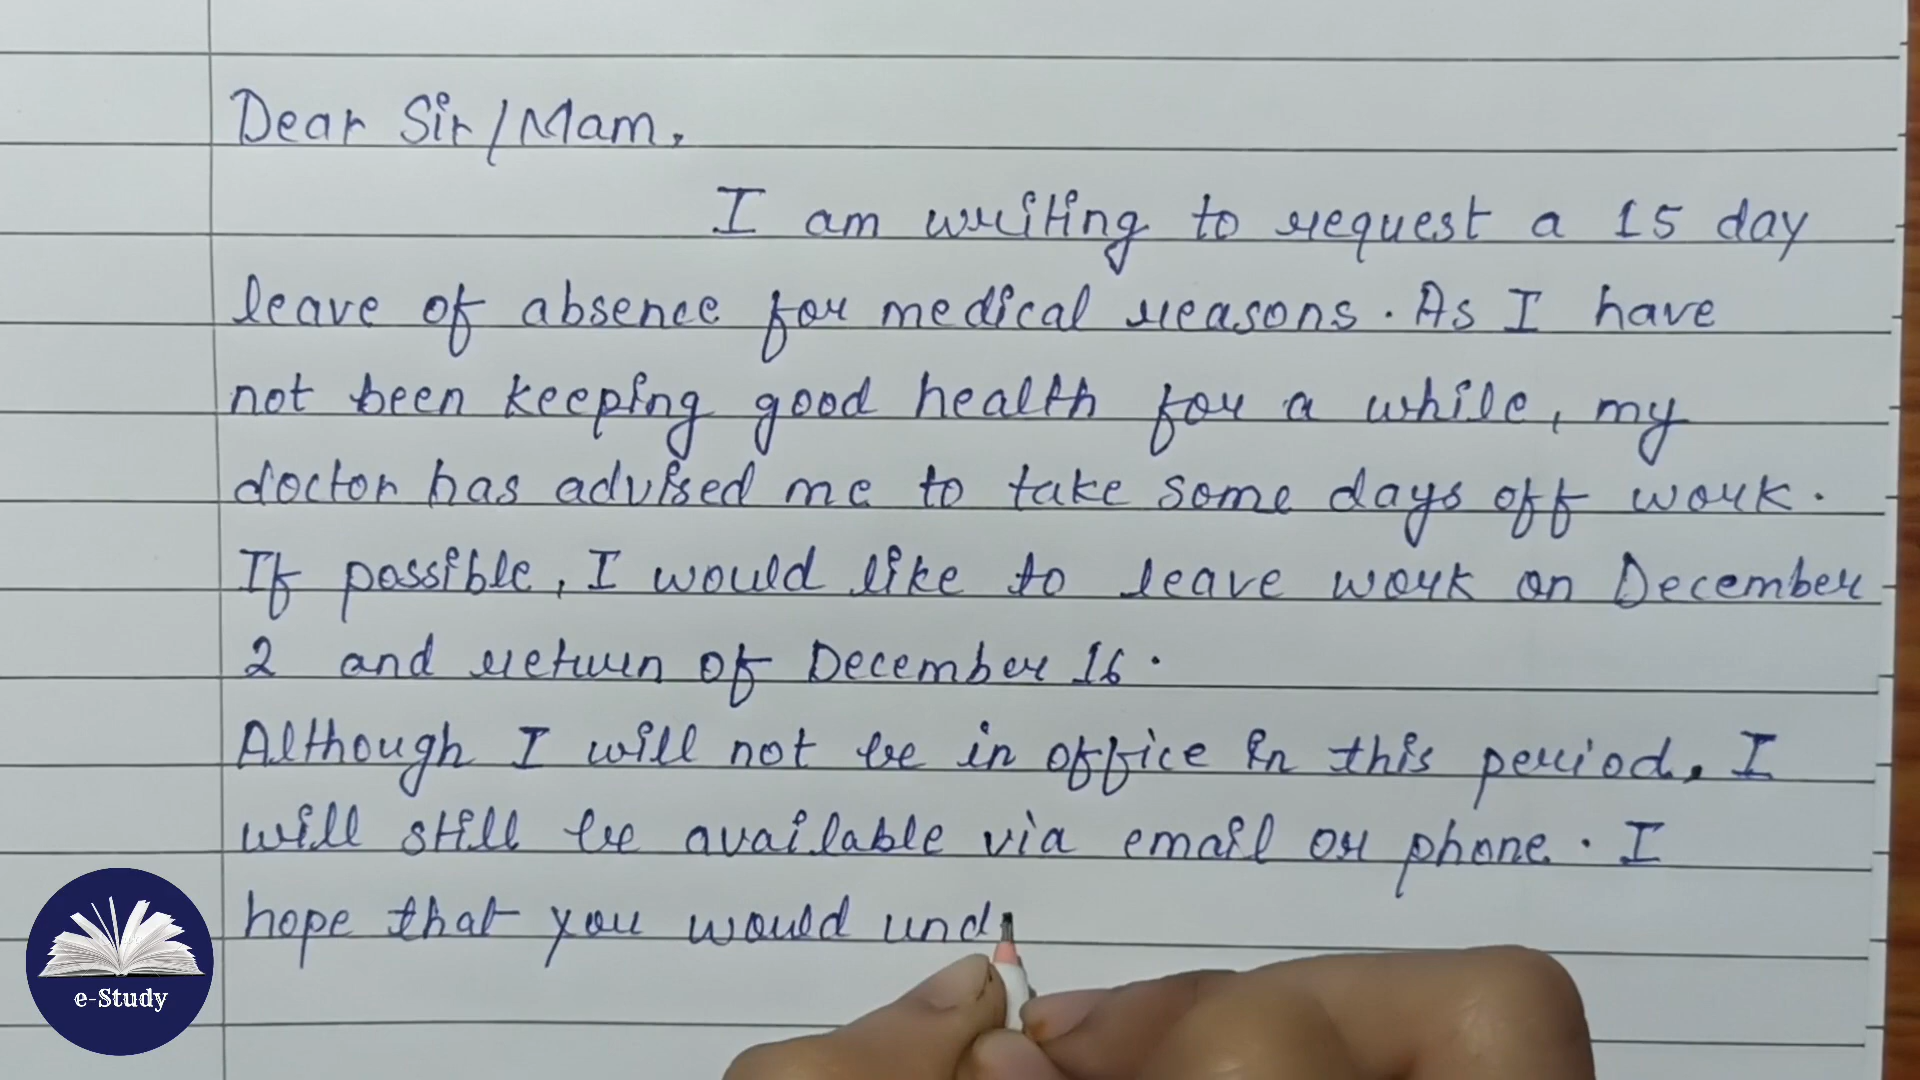 Dear Sir/Mam,
I am writing to request a 15 day
leave of absence for medical reasons. As I have
not been keeping good health for a while, my
doctor has advised me to take some days off work.
If possible, I would like to leave work on December
2 and return of December 16.
Although I will not be in office in this period, I
will still be available via email or phone. I
hope that you would und
e-Study